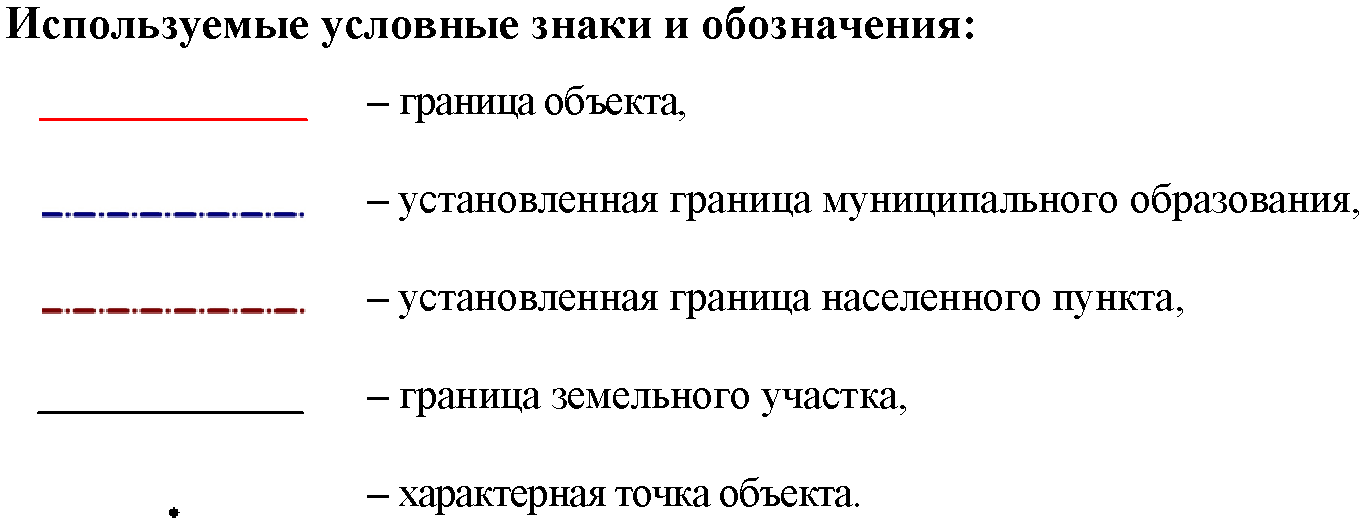 Используемые условные знаки и обозначения:
– граница объекта,
– установленная граница муниципального образования,
– установленная граница населенного пункта,
– граница земельного участка,
– характерная точка объекта.